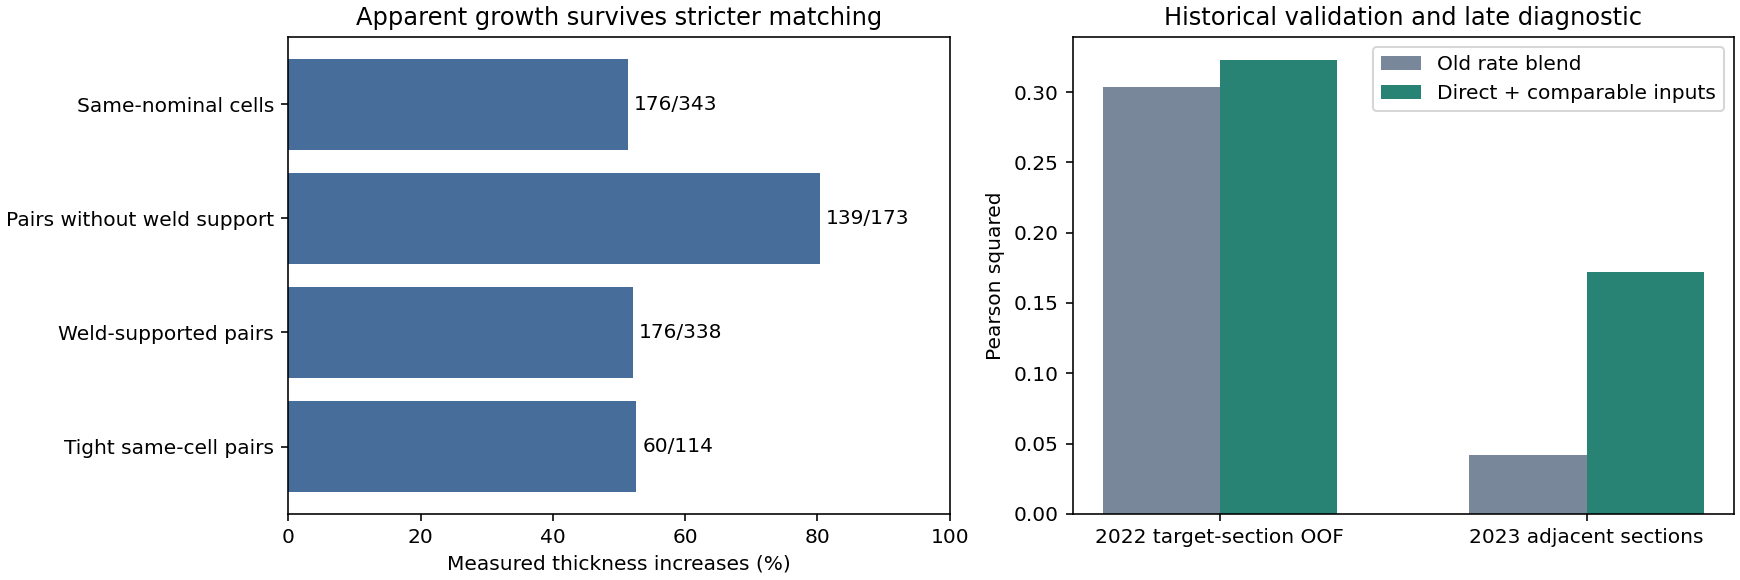 Apparent growth survives stricter matching
Same-nominal cells
176/343
Pairs without weld support
139/173
Weld-supported pairs
176/338
Tight same-cell pairs
60/114
0 20 40 60 80 100
Measured thickness increases (%)
Historical validation and late diagnostic
Old rate blend
Direct + comparable inputs
Pearson squared
0.30
0.25
0.20
0.15
0.10
0.05
0.00
2022 target-section OOF 2023 adjacent sections